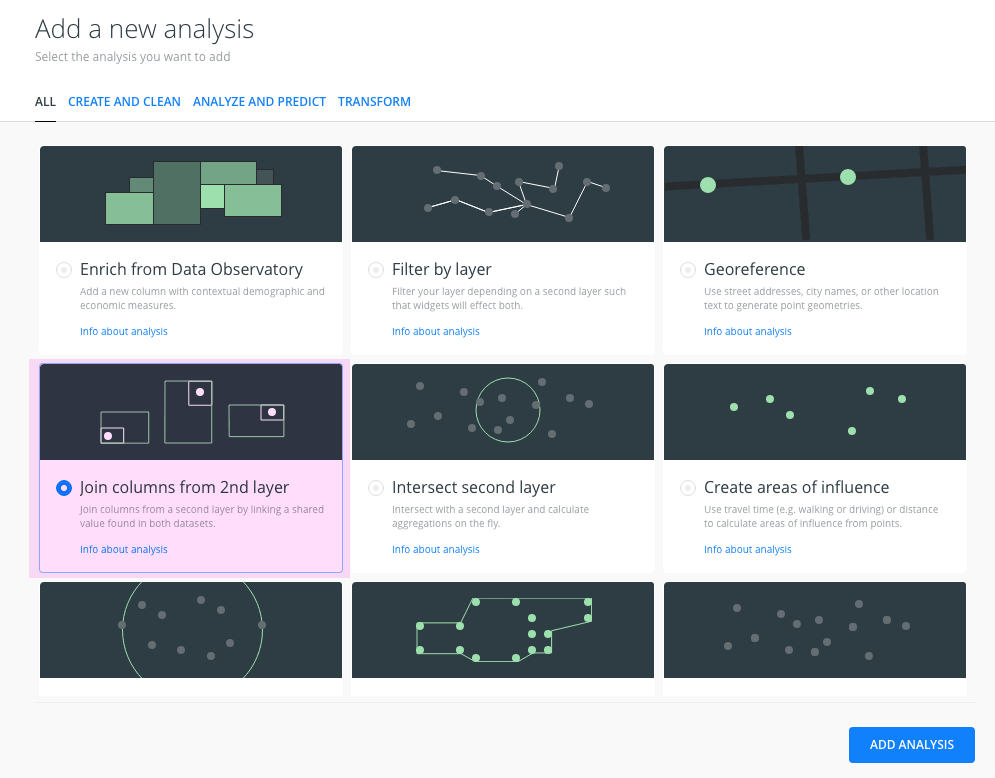 Add a new analysis
Select the analysis you want to add
ALL CREATE AND CLEAN ANALYZE AND PREDICT TRANSFORM
Enrich from Data Observatory
Add a new column with contextual demographic and
economic measures.
Info about analysis
Filter by layer
Filter your layer depending on a second layer such
that widgets will effect both.
Info about analysis
Georeference
Use street addresses, city names, or other location
text to generate point geometries.
Info about analysis
Join columns from 2nd layer
Join columns from a second layer by linking a shared
value found in both datasets.
Info about analysis
Intersect second layer
Intersect with a second layer and calculate
aggregations on the fly.
Info about analysis
Create areas of influence
Use travel time (e.g. walking or driving) or distance
to calculate areas of influence from points.
Info about analysis
ADD ANALYSIS